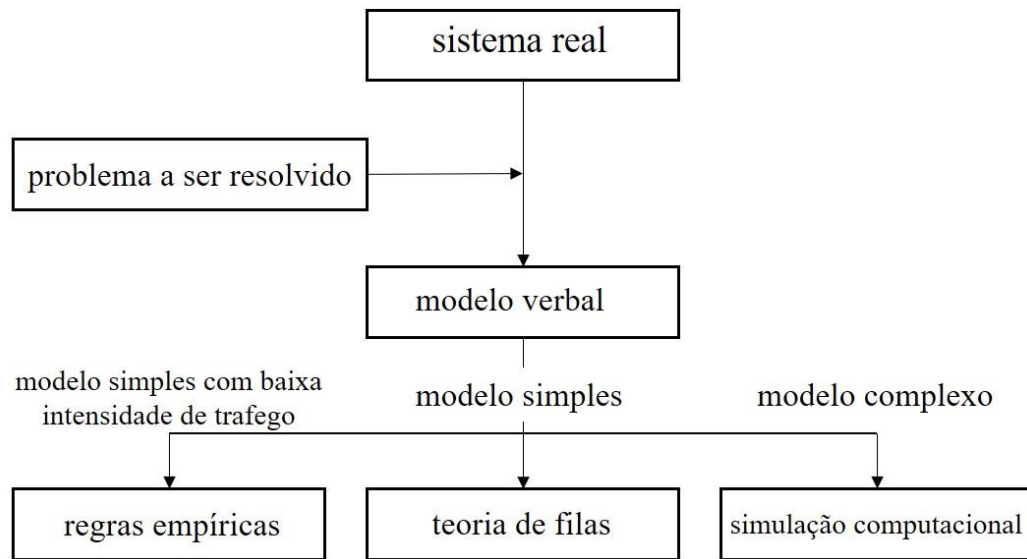 sistema real
problema a ser resolvido
modelo verbal
modelo simples com baixa
intensidade de trafego
modelo simples
modelo complexo
regras empíricas
teoria de filas
simulação computacional